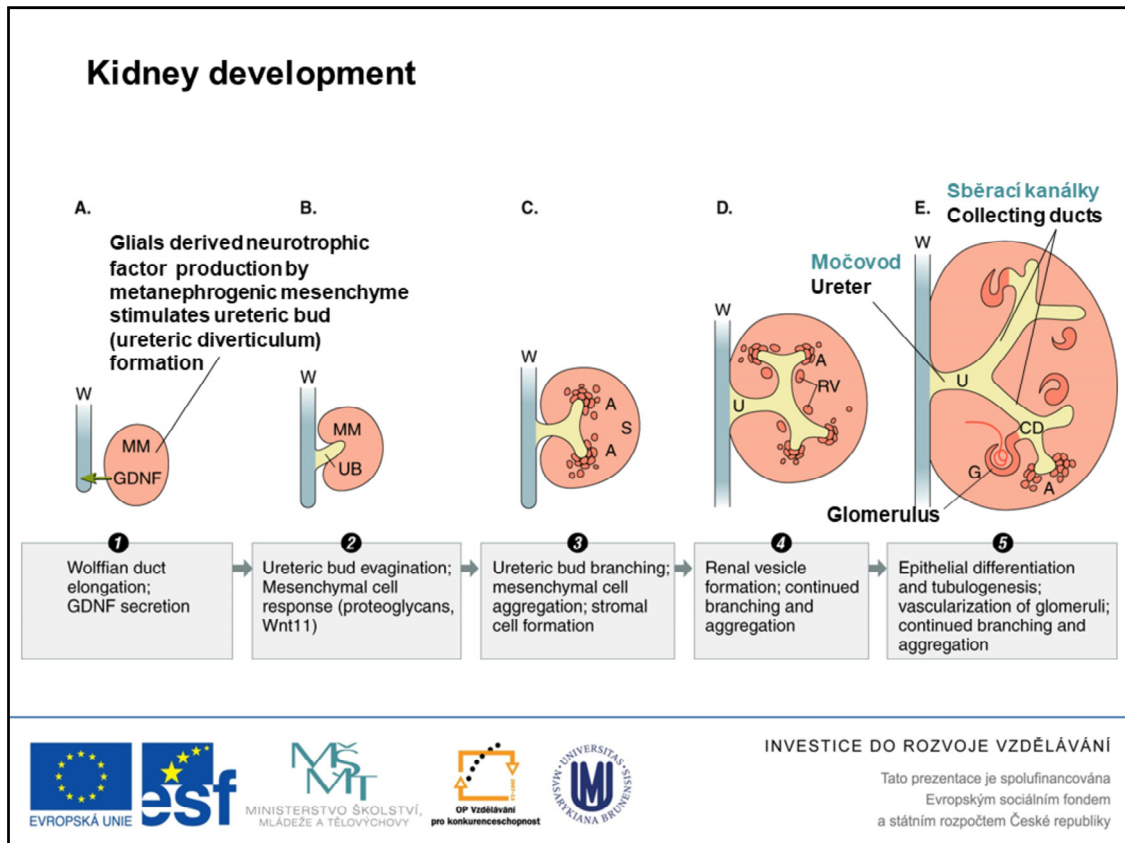 Kidney development
A.
Glials derived neurotrophic
factor production by
metanephrogenic mesenchyme
stimulates ureteric bud
(ureteric diverticulum)
formation
W
MM
GDNF
B.
W
MM
UB
C.
W
A
S
A
D.
W
A
RV
U
E.
Sběrací kanálky
Collecting ducts
W
Močovod
Ureter
U
CD
G
A
Glomerulus
1
Wolffian duct
elongation;
GDNF secretion
2
Ureteric bud evagination;
Mesenchymal cell
response (proteoglycans,
Wnt11)
3
Ureteric bud branching;
mesenchymal cell
aggregation; stromal
cell formation
4
Renal vesicle
formation; continued
branching and
aggregation
5
Epithelial differentiation
and tubulogenesis;
vascularization of glomeruli;
continued branching and
aggregation
EVROPSKÁ UNIE
esf
MŠMT
MINISTERSTVO ŠKOLSTVÍ,
MLÁDEŽE A TĚLOVÝCHOVY
2007-13
OP Vzdělávání
pro konkurenceschopnost
UNIVERSITAS
MASARYKIANA BRUNENSIS
INVESTICE DO ROZVOJE VZDĚLÁVÁNÍ
Tato prezentace je spolufinancována
Evropským sociálním fondem
a státním rozpočtem České republiky